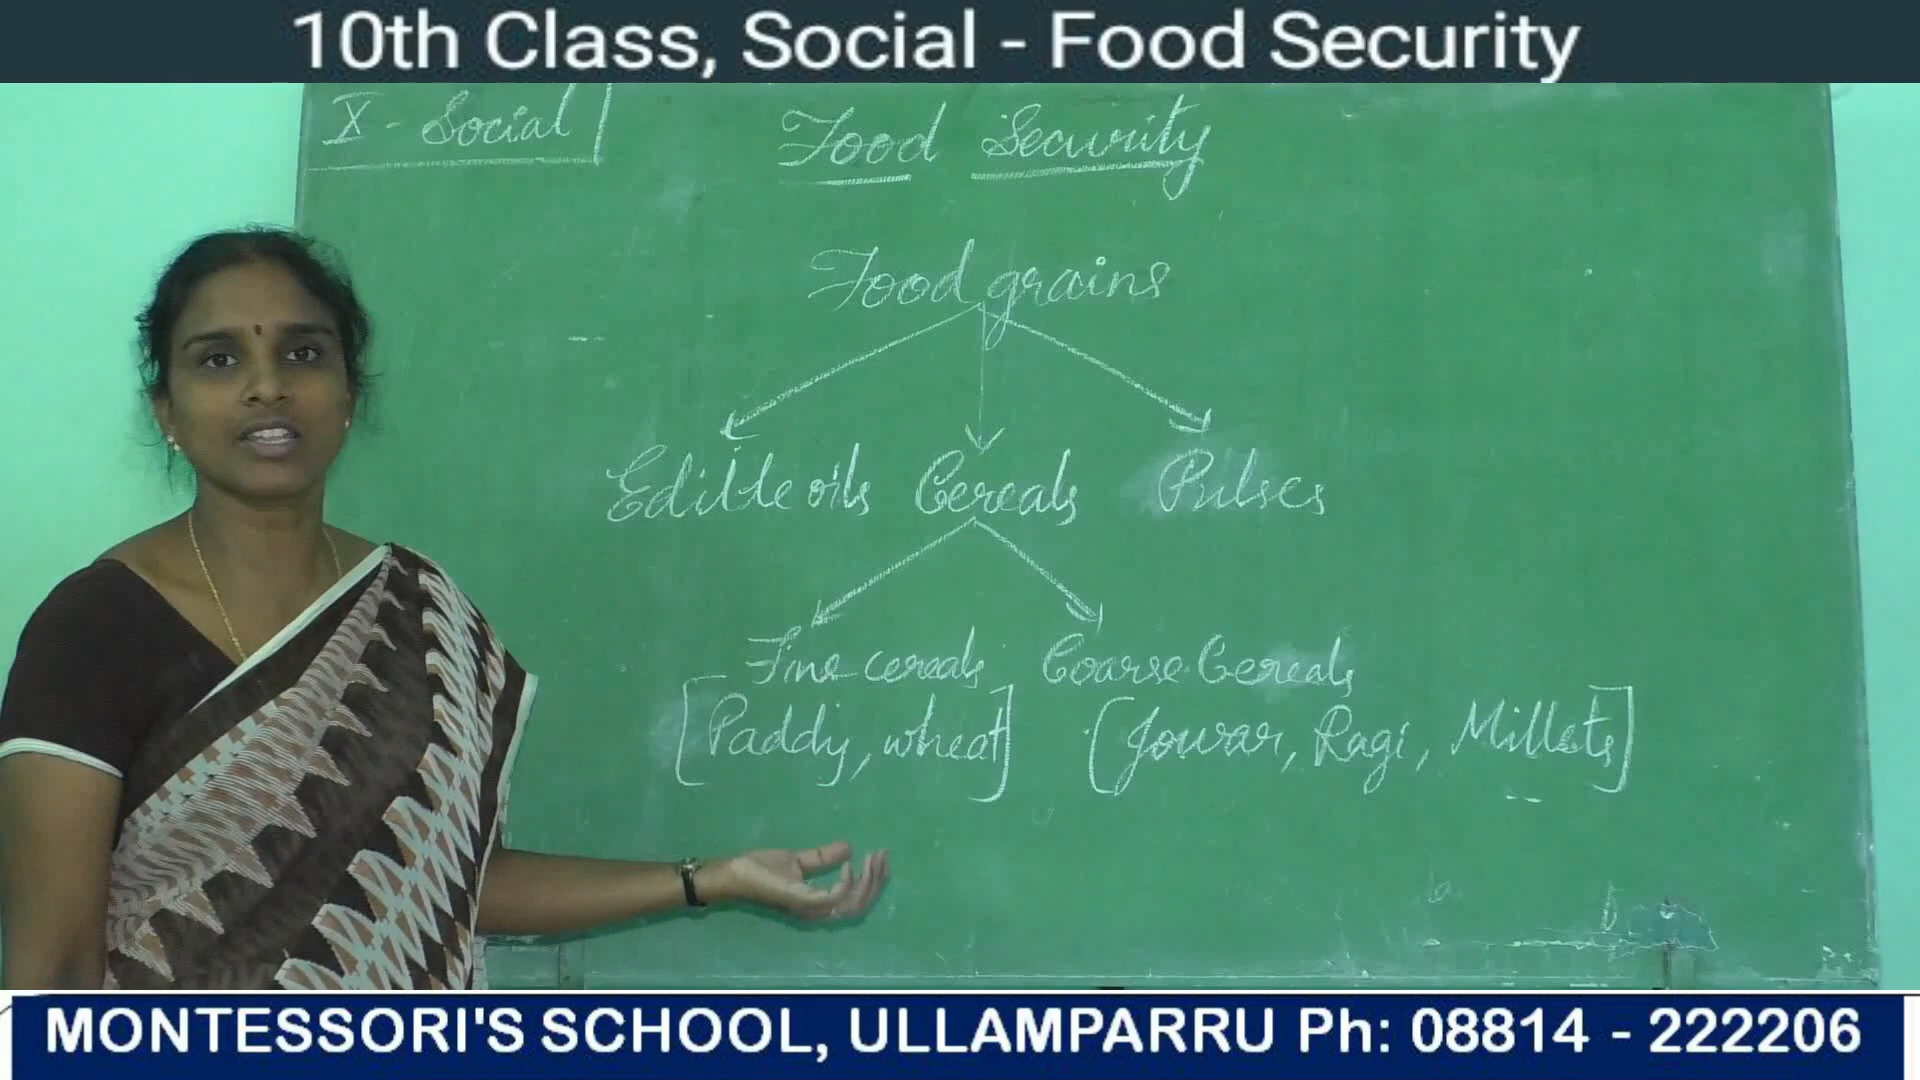 10th Class, Social - Food Security
X - Social
Food Security
Food grains
Edible oils Cereals Pulses
Fine cereals Coarse Cereals
[Paddy, wheat] [Jowar, Ragi, Millets]
MONTESSORI'S SCHOOL, ULLAMPARRU Ph: 08814 - 222206